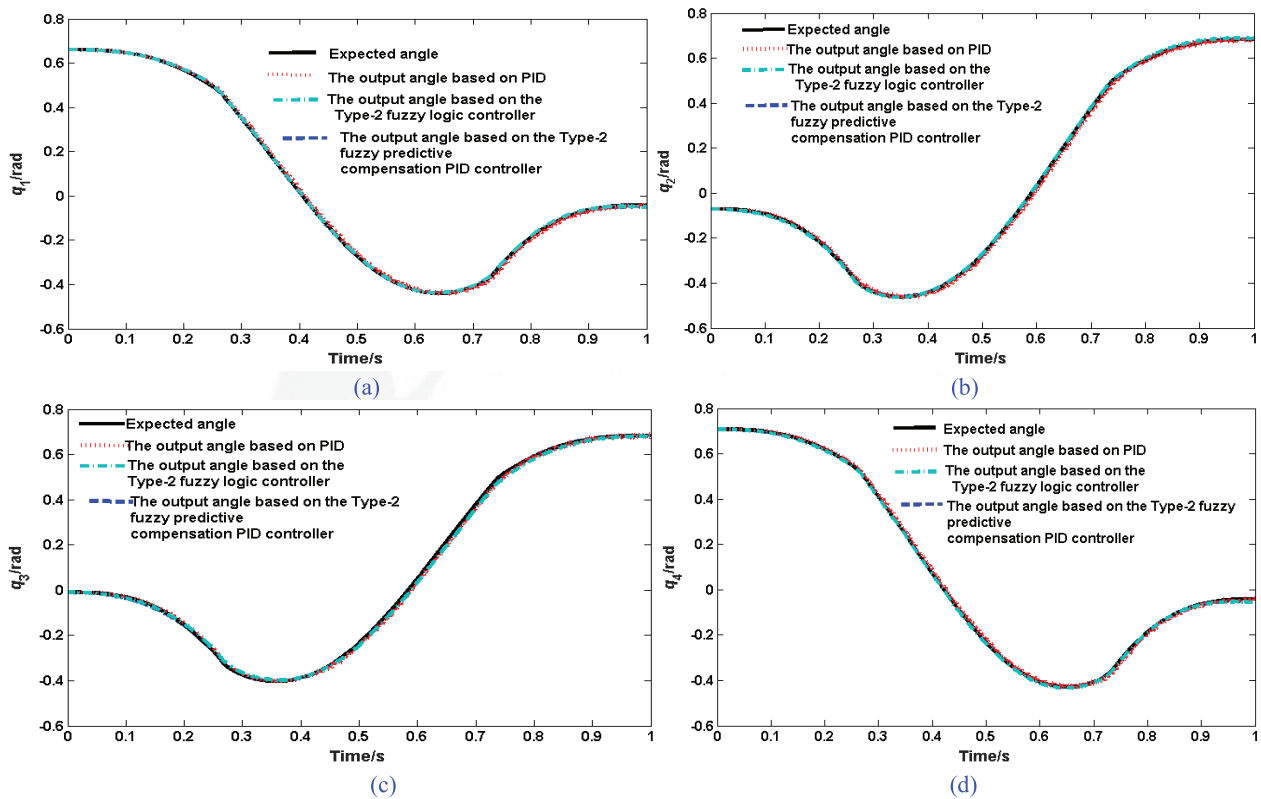 0.8
0.6
0.4
0.2
0
-0.2
-0.4
-0.6
q1/rad
Expected angle
The output angle based on PID
The output angle based on the
Type-2 fuzzy logic controller
The output angle based on the Type-2
fuzzy predictive
compensation PID controller
0 0.1 0.2 0.3 0.4 0.5 0.6 0.7 0.8 0.9 1
Time/s
(a)
0.8
0.6
0.4
0.2
0
-0.2
-0.4
-0.6
q2/rad
Expected angle
The output angle based on PID
The output angle based on the
Type-2 fuzzy logic controller
The output angle based on the Type-2
fuzzy predictive
compensation PID controller
0 0.1 0.2 0.3 0.4 0.5 0.6 0.7 0.8 0.9 1
Time/s
(b)
0.8
0.6
0.4
0.2
0
-0.2
-0.4
-0.6
q3/rad
Expected angle
The output angle based on PID
The output angle based on the
Type-2 fuzzy logic controller
The output angle based on the Type-2
fuzzy predictive
compensation PID controller
0 0.1 0.2 0.3 0.4 0.5 0.6 0.7 0.8 0.9 1
Time/s
(c)
0.8
0.6
0.4
0.2
0
-0.2
-0.4
-0.6
q4/rad
Expected angle
The output angle based on PID
The output angle based on the
Type-2 fuzzy logic controller
The output angle based on the Type-2 fuzzy
predictive
compensation PID controller
0 0.1 0.2 0.3 0.4 0.5 0.6 0.7 0.8 0.9 1
Time/s
(d)